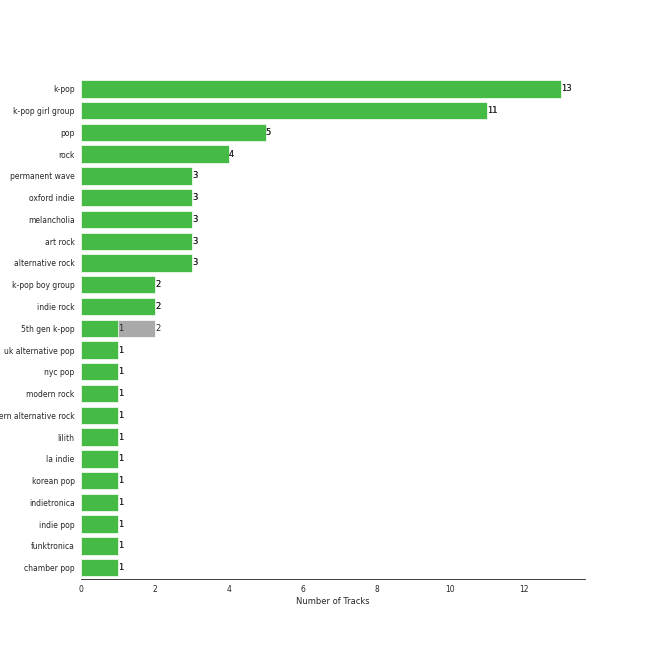 k-pop 13
k-pop girl group 11
pop 5
rock 4
permanent wave 3
oxford indie 3
melancholia 3
art rock 3
alternative rock 3
k-pop boy group 2
indie rock 2
5th gen k-pop 1 2
uk alternative pop 1
nyc pop 1
modern rock 1
ern alternative rock 1
lilith 1
la indie 1
korean pop 1
indietronica 1
indie pop 1
funktronica 1
chamber pop 1
0 2 4 6 8 10 12
Number of Tracks